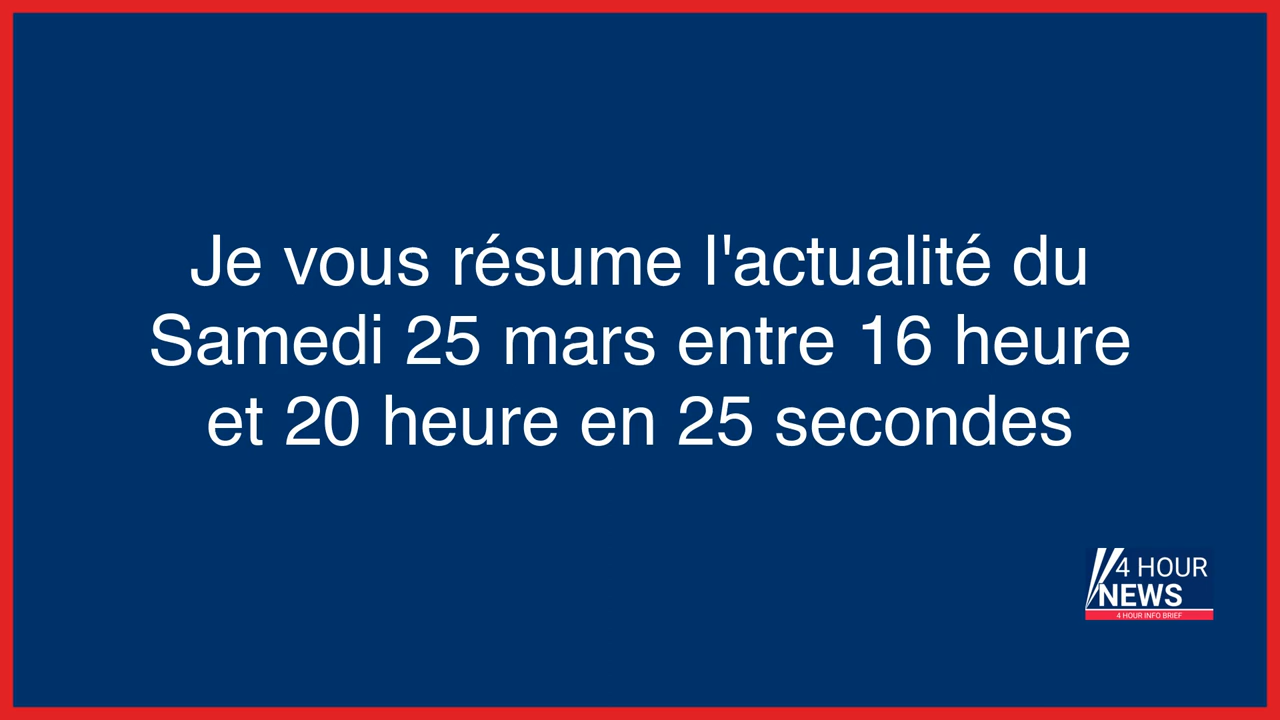 Je vous résume l'actualité du
Samedi 25 mars entre 16 heure
et 20 heure en 25 secondes
4 HOUR
NEWS
4 HOUR INFO BRIEF